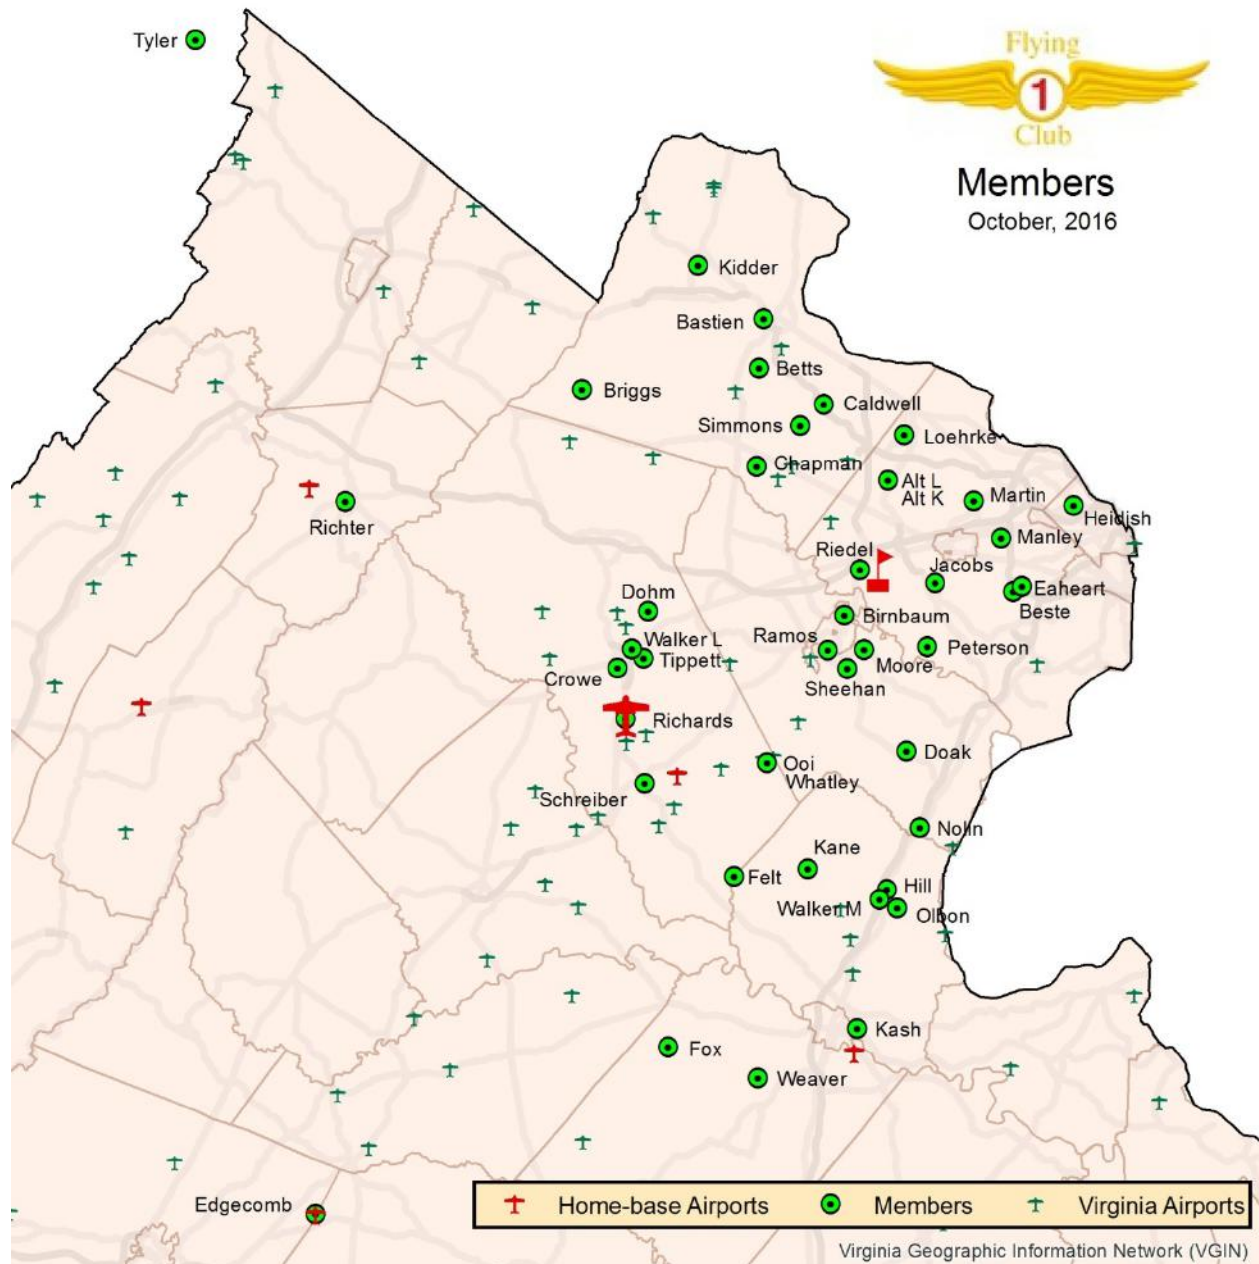 Tyler
Flying
1
Club
Members
October, 2016
Kidder
Bastien
Betts
Briggs
Caldwell
Simmons
Loehrke
Chapman
Alt L
Alt K
Martin
Heidish
Richter
Manley
Riedel
Jacobs
Eaheart
Beste
Dohm
Birnbaum
Walker L
Ramos
Peterson
Tippett
Moore
Crowe
Sheehan
Richards
Doak
Ooi
Whatley
Schreiber
Nolin
Kane
Felt
Hill
Walker M
Olbon
Kash
Fox
Weaver
Edgecomb
Home-base Airports
Members
Virginia Airports
Virginia Geographic Information Network (VGIN)